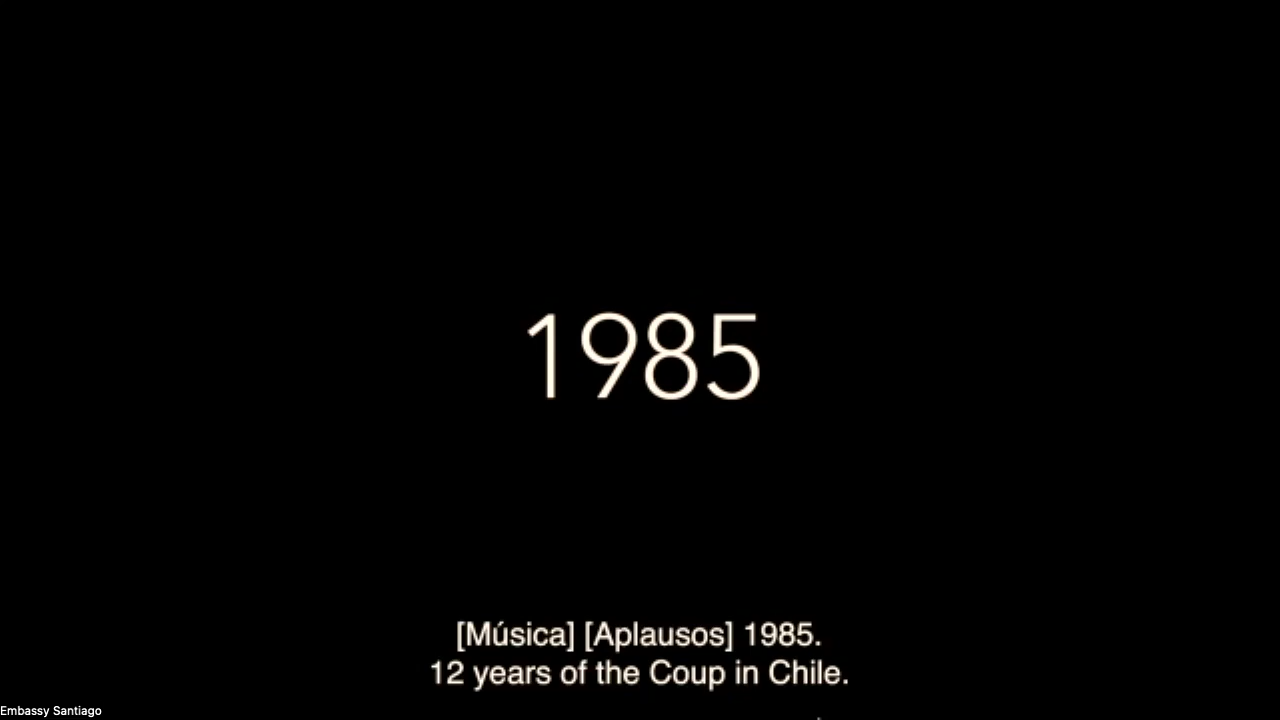 1985
[Música] [Aplausos] 1985.
12 years of the Coup in Chile.
Embassy Santiago